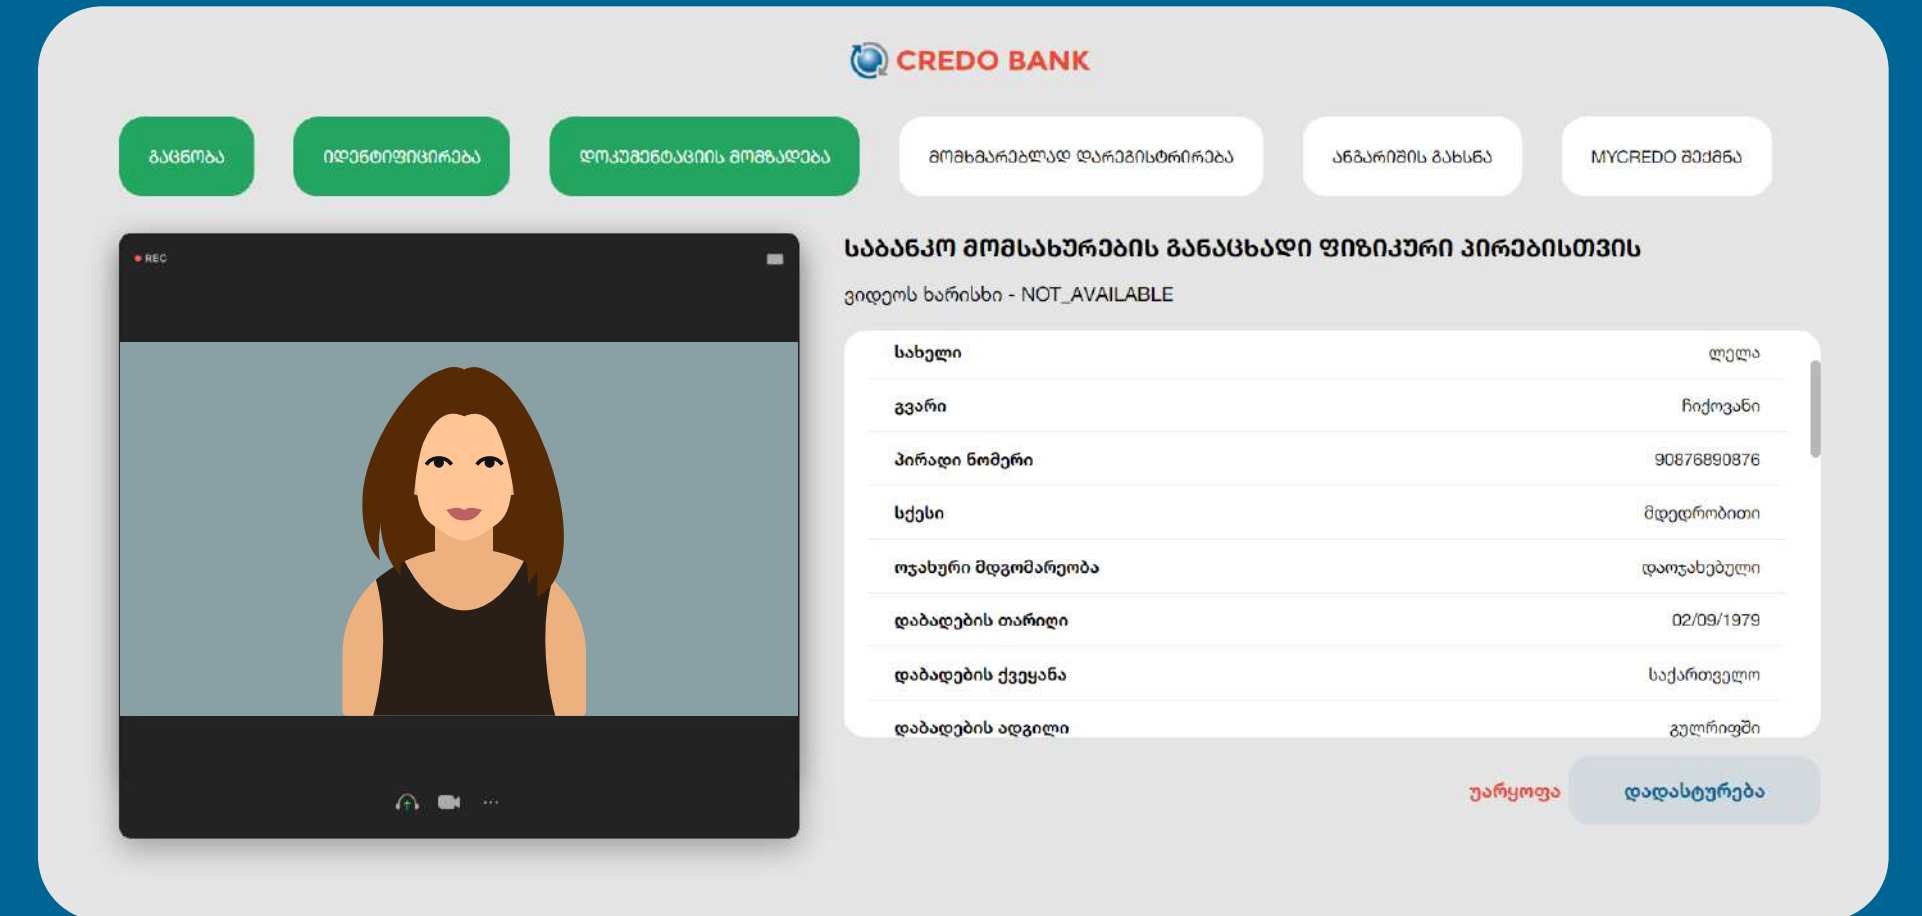 CREDO BANK
გაცნობა
იდენტიფიცირება
დოკუმენტაციის მომზადება
მომხმარებლად დარეგისტრირება
ანგარიშის გახსნა
MYCREDO შექმნა
REC
საბანკო მომსახურების განაცხადი ფიზიკური პირებისთვის
ვიდეოს ხარისხი - NOT_AVAILABLE
სახელი ლელა
გვარი ჩიქოვანი
პირადი ნომერი 90876890876
სქესი მდედრობითი
ოჯახური მდგომარეობა დაოჯახებული
დაბადების თარიღი 02/09/1979
დაბადების ქვეყანა საქართველო
დაბადების ადგილი გულრიფში
უარყოფა დადასტურება